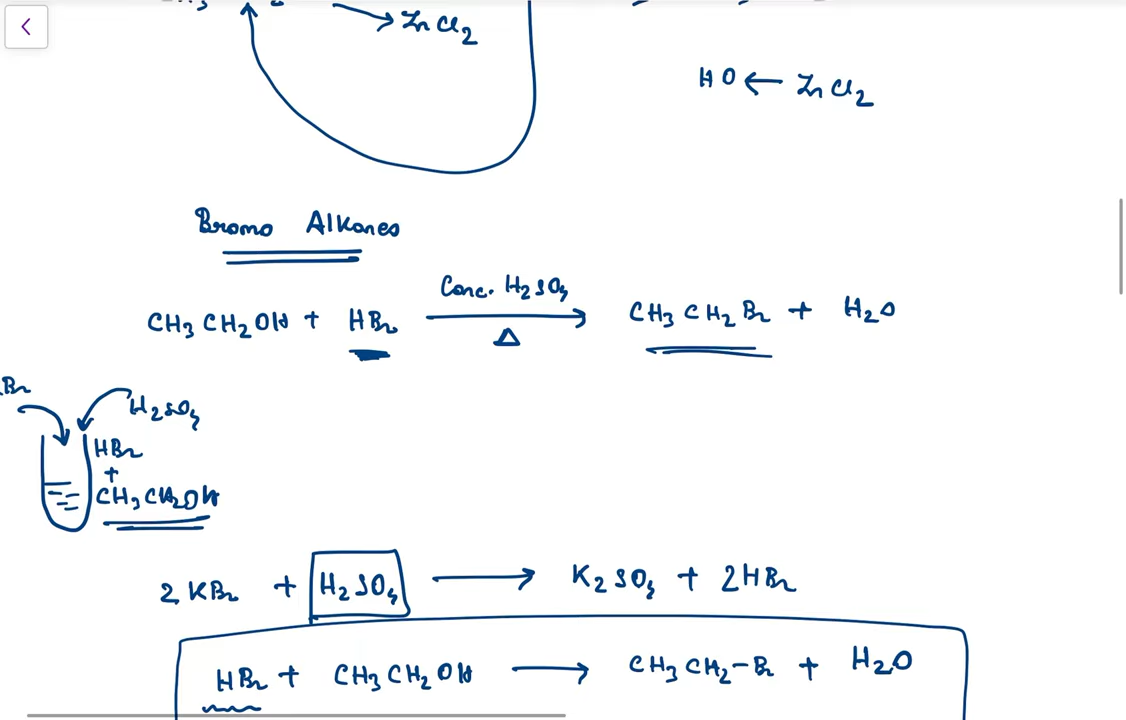 → ZnCl2
HO ← ZnCl2
Bromo Alkanes
CH3CH2OH + HBr —Conc. H2SO4, Δ→ CH3CH2Br + H2O
Br
H2SO4
HBr
+
CH3CH2OH
2KBr + H2SO4 → K2SO4 + 2HBr
HBr + CH3CH2OH → CH3CH2-Br + H2O